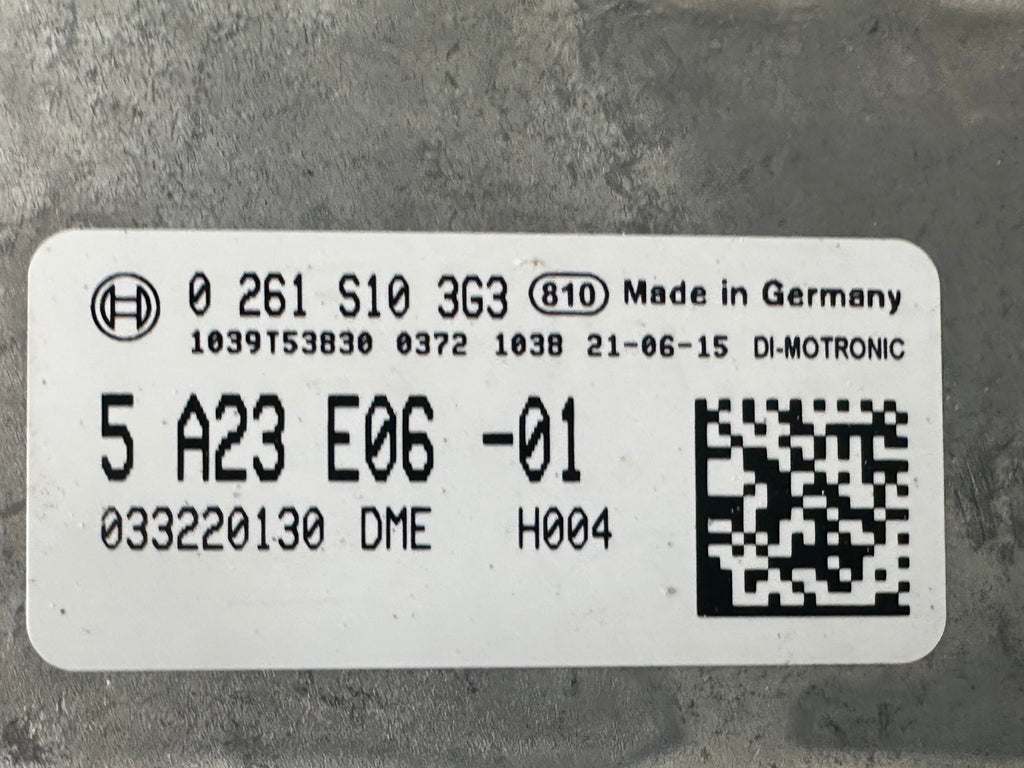 0 261 S10 3G3 810 Made in Germany
1039T53830 0372 1038 21-06-15 DI-MOTRONIC
5 A23 E06 -01
033220130 DME H004